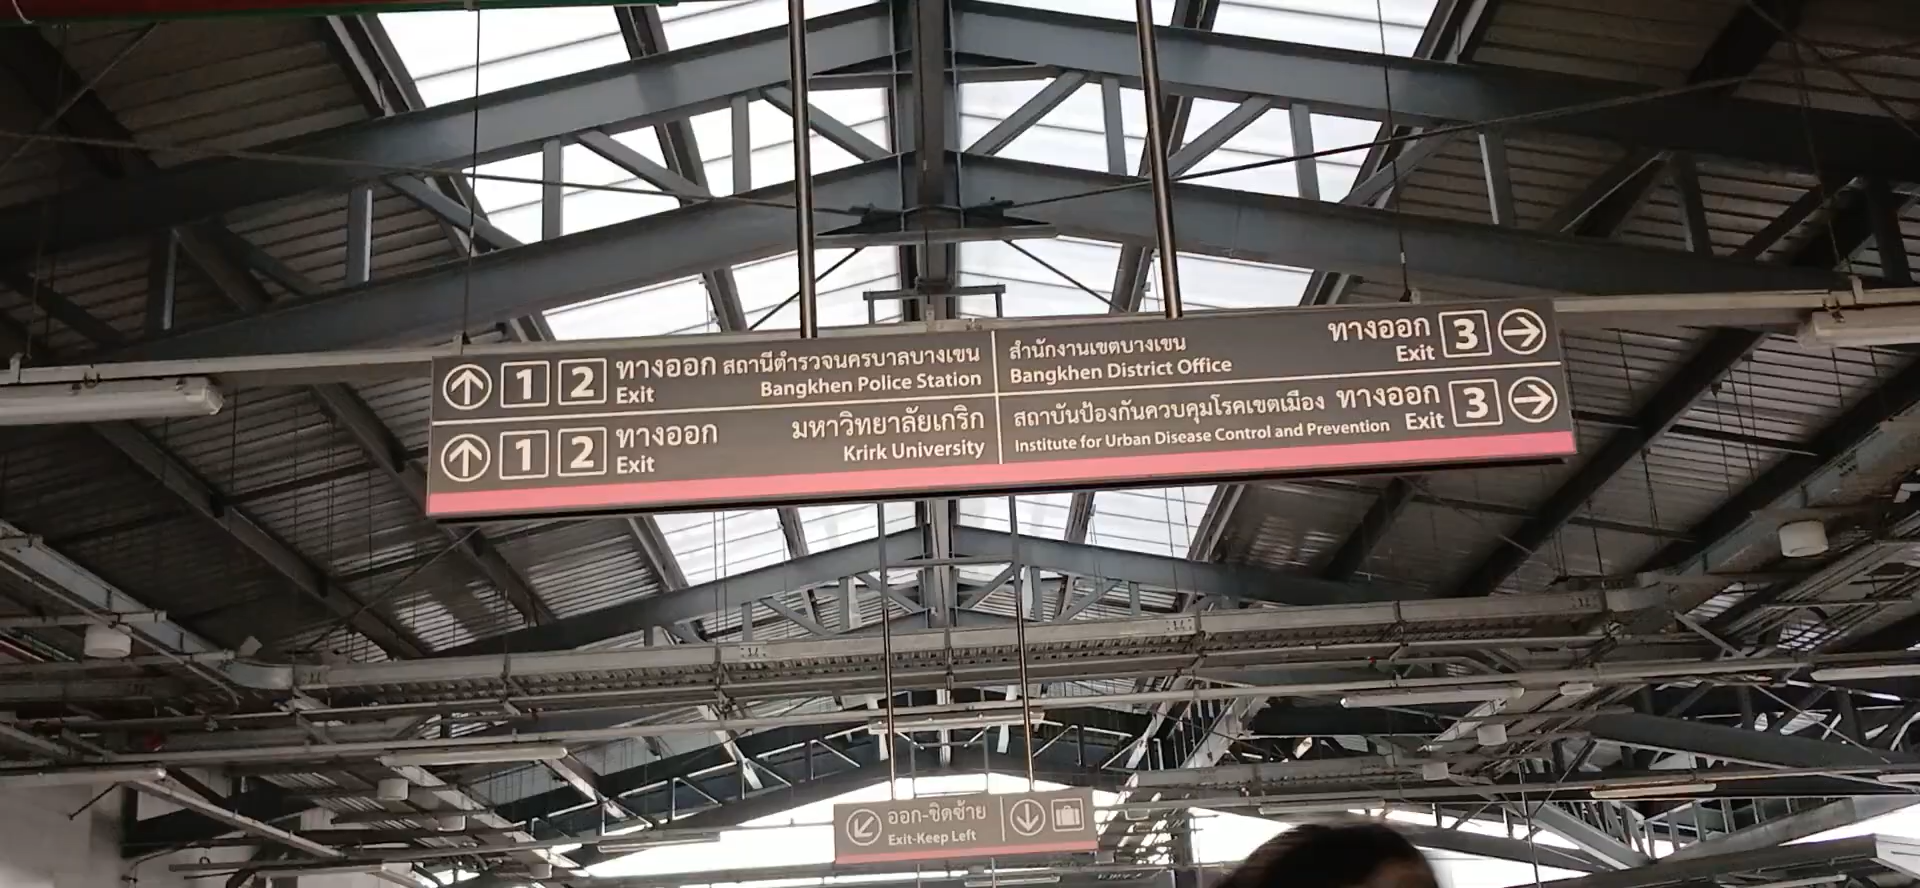 1 2 ทางออก สถานีตำรวจนครบาลบางเขน
Exit Bangkhen Police Station
1 2 ทางออก มหาวิทยาลัยเกริก
Exit Krirk University
สำนักงานเขตบางเขน ทางออก 3
Bangkhen District Office Exit
สถาบันป้องกันควบคุมโรคเขตเมือง ทางออก 3
Institute for Urban Disease Control and Prevention Exit
ออก-ชิดซ้าย
Exit-Keep Left